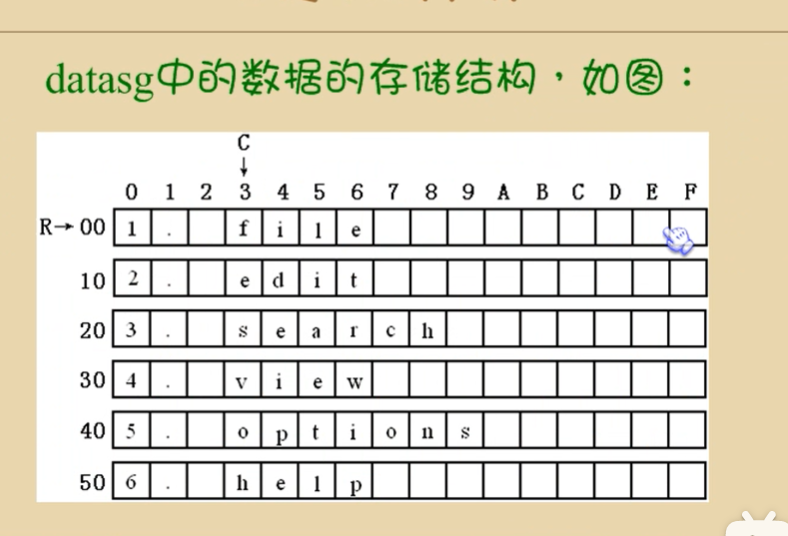 datasg中的数据的存储结构，如图：
C
↓
0 1 2 3 4 5 6 7 8 9 A B C D E F
R→ 00 1 . f i l e
10 2 . e d i t
20 3 . s e a r c h
30 4 . v i e w
40 5 . o p t i o n s
50 6 . h e l p